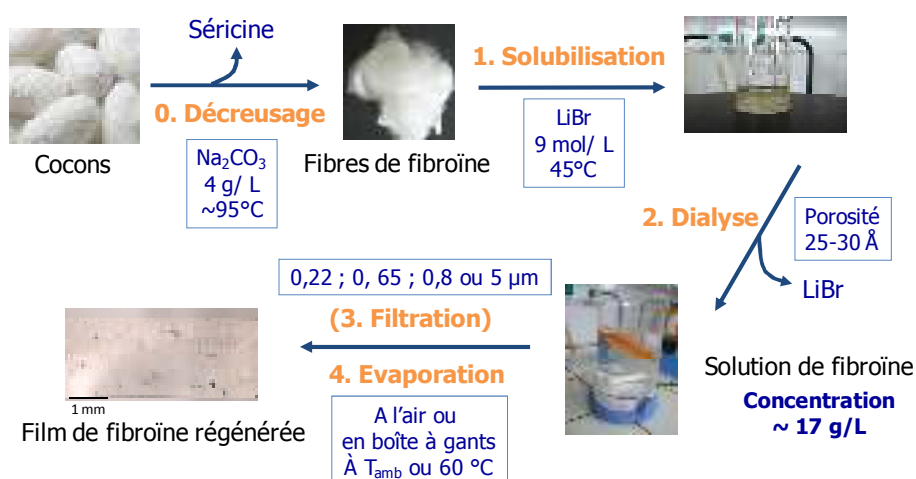 Séricine
1. Solubilisation
0. Décreusage
Cocons
Na₂CO₃
4 g/ L
~95°C
Fibres de fibroïne
LiBr
9 mol/ L
45°C
2. Dialyse
Porosité
25-30 Å
LiBr
0,22 ; 0, 65 ; 0,8 ou 5 µm
(3. Filtration)
4. Evaporation
Solution de fibroïne
Concentration
~ 17 g/L
1 mm
Film de fibroïne régénérée
A l’air ou
en boîte à gants
À Tamb ou 60 °C